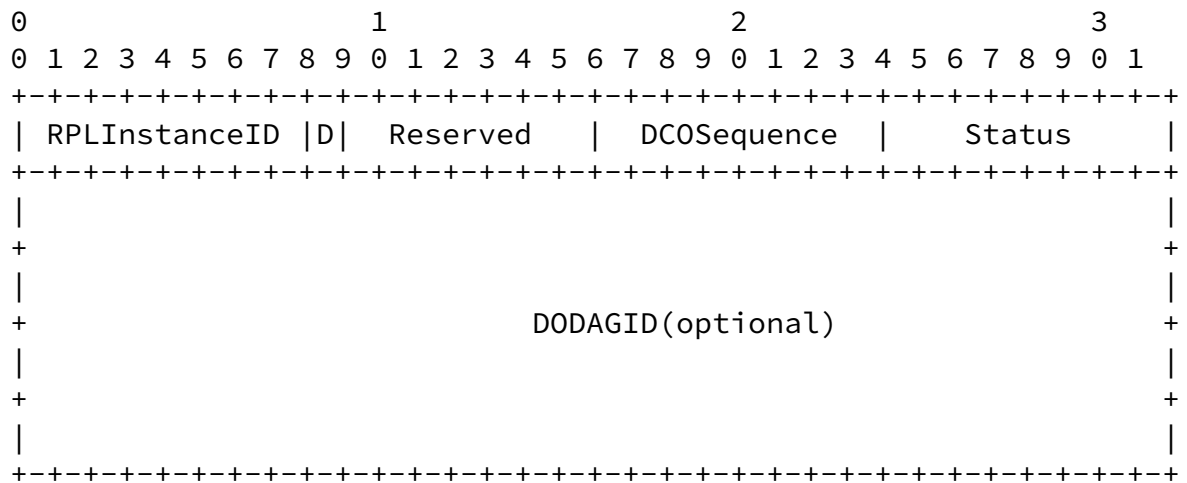 0                   1                   2                   3
0 1 2 3 4 5 6 7 8 9 0 1 2 3 4 5 6 7 8 9 0 1 2 3 4 5 6 7 8 9 0 1
+-+-+-+-+-+-+-+-+-+-+-+-+-+-+-+-+-+-+-+-+-+-+-+-+-+-+-+-+-+-+-+-+
| RPLInstanceID |D|  Reserved   |  DCOSequence  |    Status     |
+-+-+-+-+-+-+-+-+-+-+-+-+-+-+-+-+-+-+-+-+-+-+-+-+-+-+-+-+-+-+-+-+
|                                                               |
+                                                               +
|                                                               |
+                            DODAGID(optional)                  +
|                                                               |
+                                                               +
|                                                               |
+-+-+-+-+-+-+-+-+-+-+-+-+-+-+-+-+-+-+-+-+-+-+-+-+-+-+-+-+-+-+-+-+